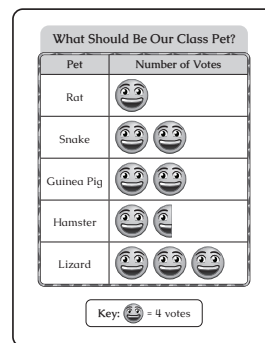 What Should Be Our Class Pet?
Pet Number of Votes
Rat
Snake
Guinea Pig
Hamster
Lizard
Key: = 4 votes